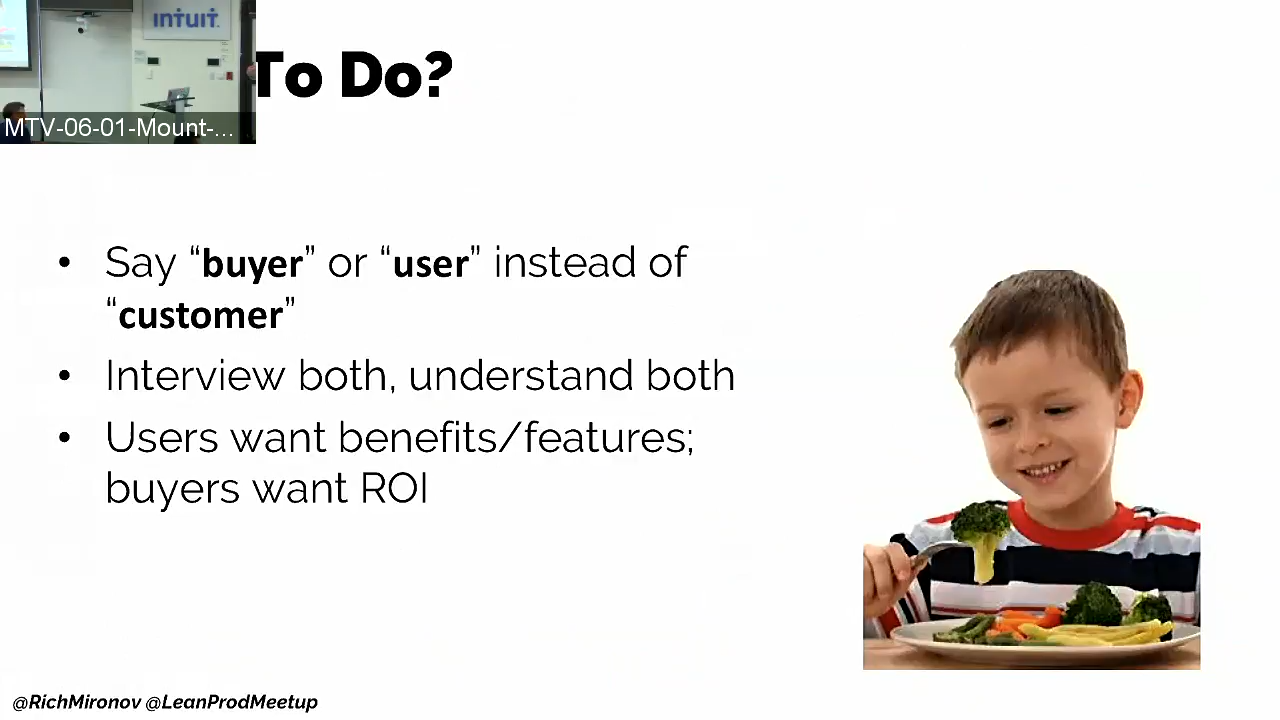 INTUIT.
To Do?
MTV-06-01-Mount-...
• Say “buyer” or “user” instead of
“customer”
• Interview both, understand both
• Users want benefits/features;
buyers want ROI
@RichMironov @LeanProdMeetup